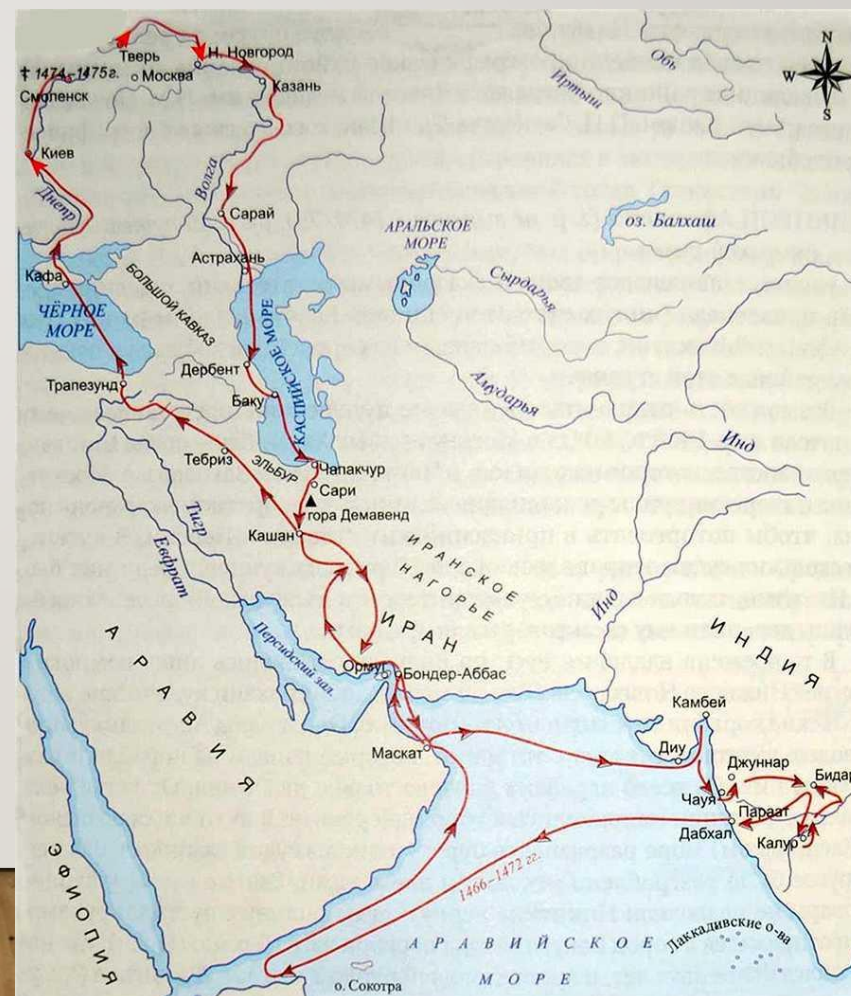 N
W
E
S
Обь
Иртыш
Тверь
Н. Новгород
† 1474–1475г.
Москва
Казань
Смоленск
Киев
Волга
Днепр
Сарай
оз. Балхаш
АРАЛЬСКОЕ
МОРЕ
Астрахань
БОЛЬШОЙ КАВКАЗ
Сырдарья
Кафа
ЧЁРНОЕ
МОРЕ
КАСПИЙСКОЕ МОРЕ
Дербент
Трапезунд
Баку
Амударья
Инд
Тебриз
ЭЛЬБУР
Чапакчур
Сари
гора Демавенд
Тигр
Евфрат
Кашан
ИРАНСКОЕ
НАГОРЬЕ
Инд
ИРАН
ИНДИЯ
АРАВИЯ
Персидский зал.
Ормуз
Бондер-Аббас
Камбей
Маскат
Диу
Джуннар
Бидар
Чауя
Параат
Дабхал
Калур
ЭФИОПИЯ
1466–1472 гг.
АРАВИЙСКОЕ
МОРЕ
Лаккадивские о-ва
о. Сокотра